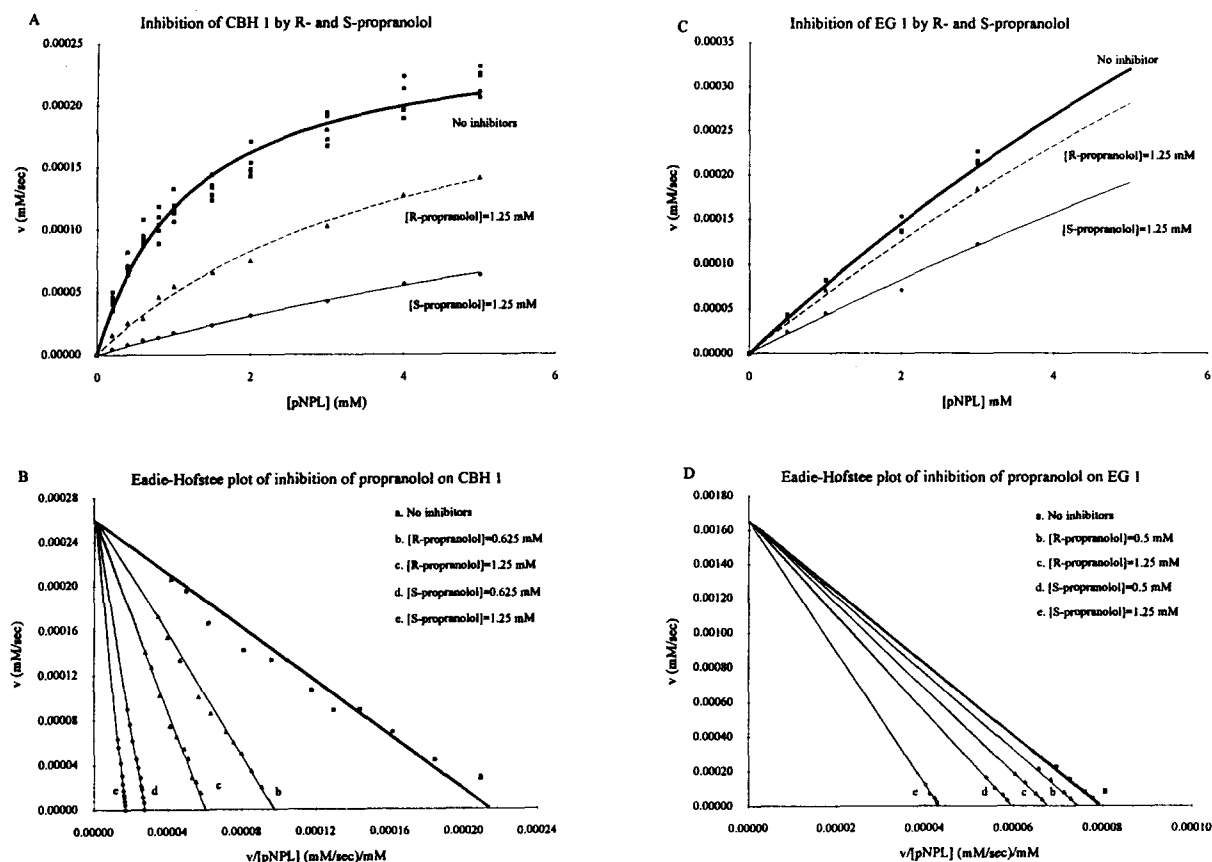 A
Inhibition of CBH 1 by R- and S-propranolol
0.00025
0.00020
0.00015
0.00010
0.00005
0.00000
v (mM/sec)
No inhibitors
[R-propranolol]=1.25 mM
[S-propranolol]=1.25 mM
0 2 4 6
[pNPL] (mM)
C
Inhibition of EG 1 by R- and S-propranolol
0.00035
0.00030
0.00025
0.00020
0.00015
0.00010
0.00005
0.00000
v (mM/sec)
No inhibitor
[R-propranolol]=1.25 mM
[S-propranolol]=1.25 mM
0 2 4 6
[pNPL] mM
B
Eadie-Hofstee plot of inhibition of propranolol on CBH 1
0.00028
0.00024
0.00020
0.00016
0.00012
0.00008
0.00004
0.00000
v (mM/sec)
a. No inhibitors
b. [R-propranolol]=0.625 mM
c. [R-propranolol]=1.25 mM
d. [S-propranolol]=0.625 mM
e. [S-propranolol]=1.25 mM
e d c b
0.00000 0.00004 0.00008 0.00012 0.00016 0.00020 0.00024
v/[pNPL] (mM/sec)/mM
D
Eadie-Hofstee plot of inhibition of propranolol on EG 1
0.00180
0.00160
0.00140
0.00120
0.00100
0.00080
0.00060
0.00040
0.00020
0.00000
v (mM/sec)
a. No inhibitors
b. [R-propranolol]=0.5 mM
c. [R-propranolol]=1.25 mM
d. [S-propranolol]=0.5 mM
e. [S-propranolol]=1.25 mM
e d c b
0.00000 0.00002 0.00004 0.00006 0.00008 0.00010
v/[pNPL] (mM/sec)/mM